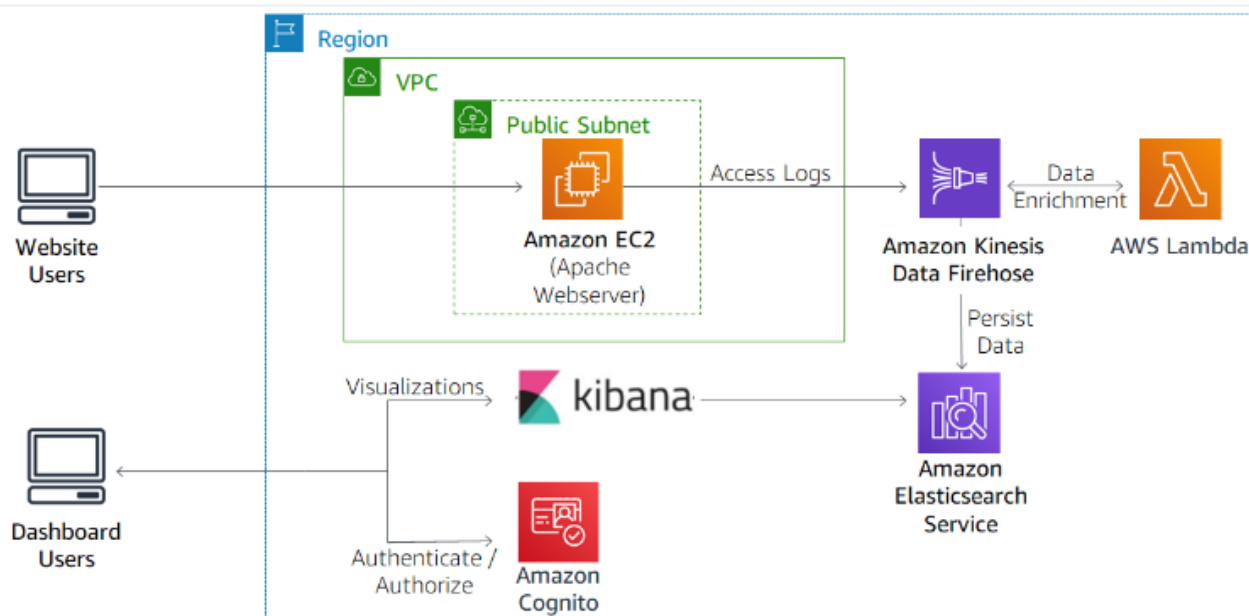 Region
VPC
Public Subnet
Website
Users
Amazon EC2
(Apache
Webserver)
Access Logs
Amazon Kinesis
Data Firehose
Data
Enrichment
AWS Lambda
Persist
Data
Visualizations
kibana
Amazon
Elasticsearch
Service
Dashboard
Users
Authenticate /
Authorize
Amazon
Cognito